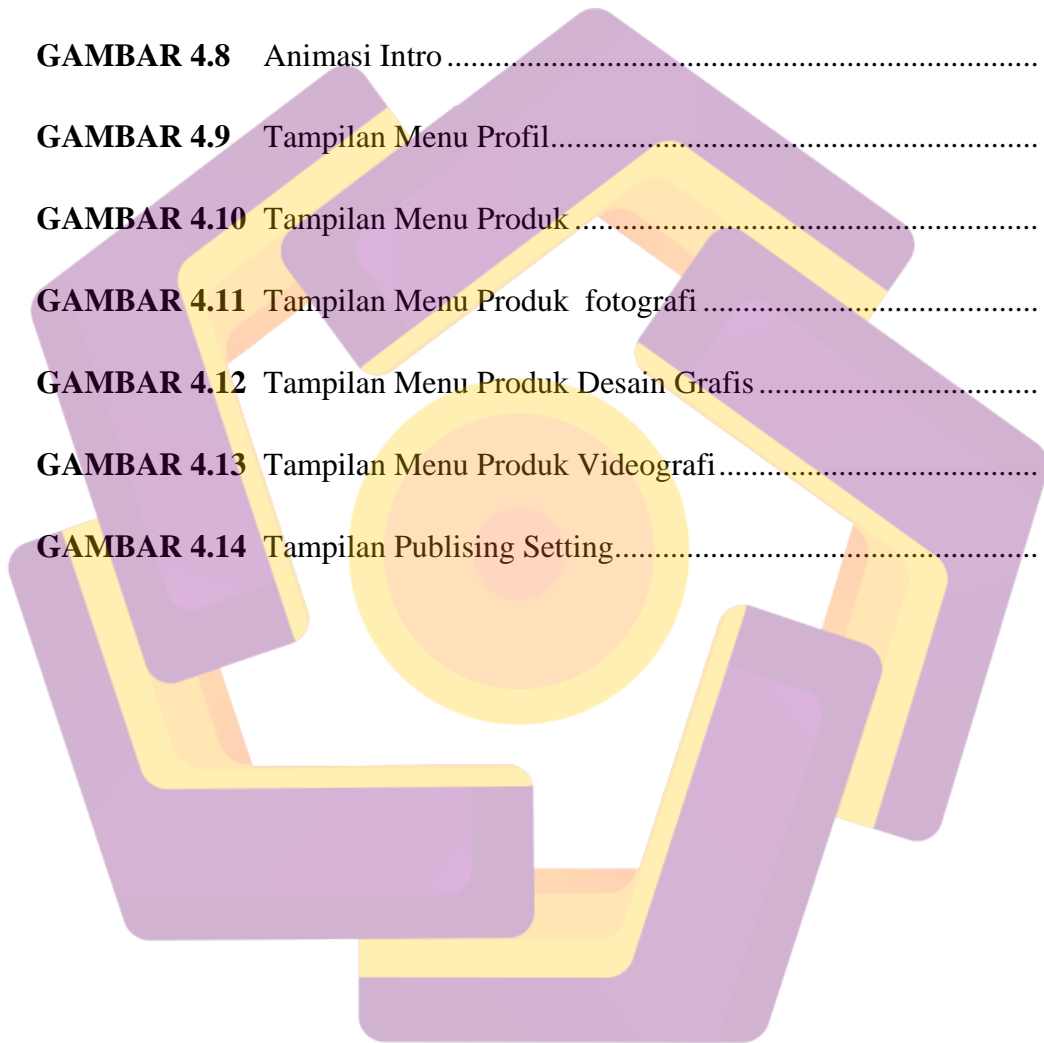 GAMBAR 4.8 Animasi Intro ..........................................................................
GAMBAR 4.9 Tampilan Menu Profil.............................................................
GAMBAR 4.10 Tampilan Menu Produk ..........................................................
GAMBAR 4.11 Tampilan Menu Produk  fotografi ..........................................
GAMBAR 4.12 Tampilan Menu Produk Desain Grafis ...................................
GAMBAR 4.13 Tampilan Menu Produk Videografi........................................
GAMBAR 4.14 Tampilan Publising Setting.....................................................